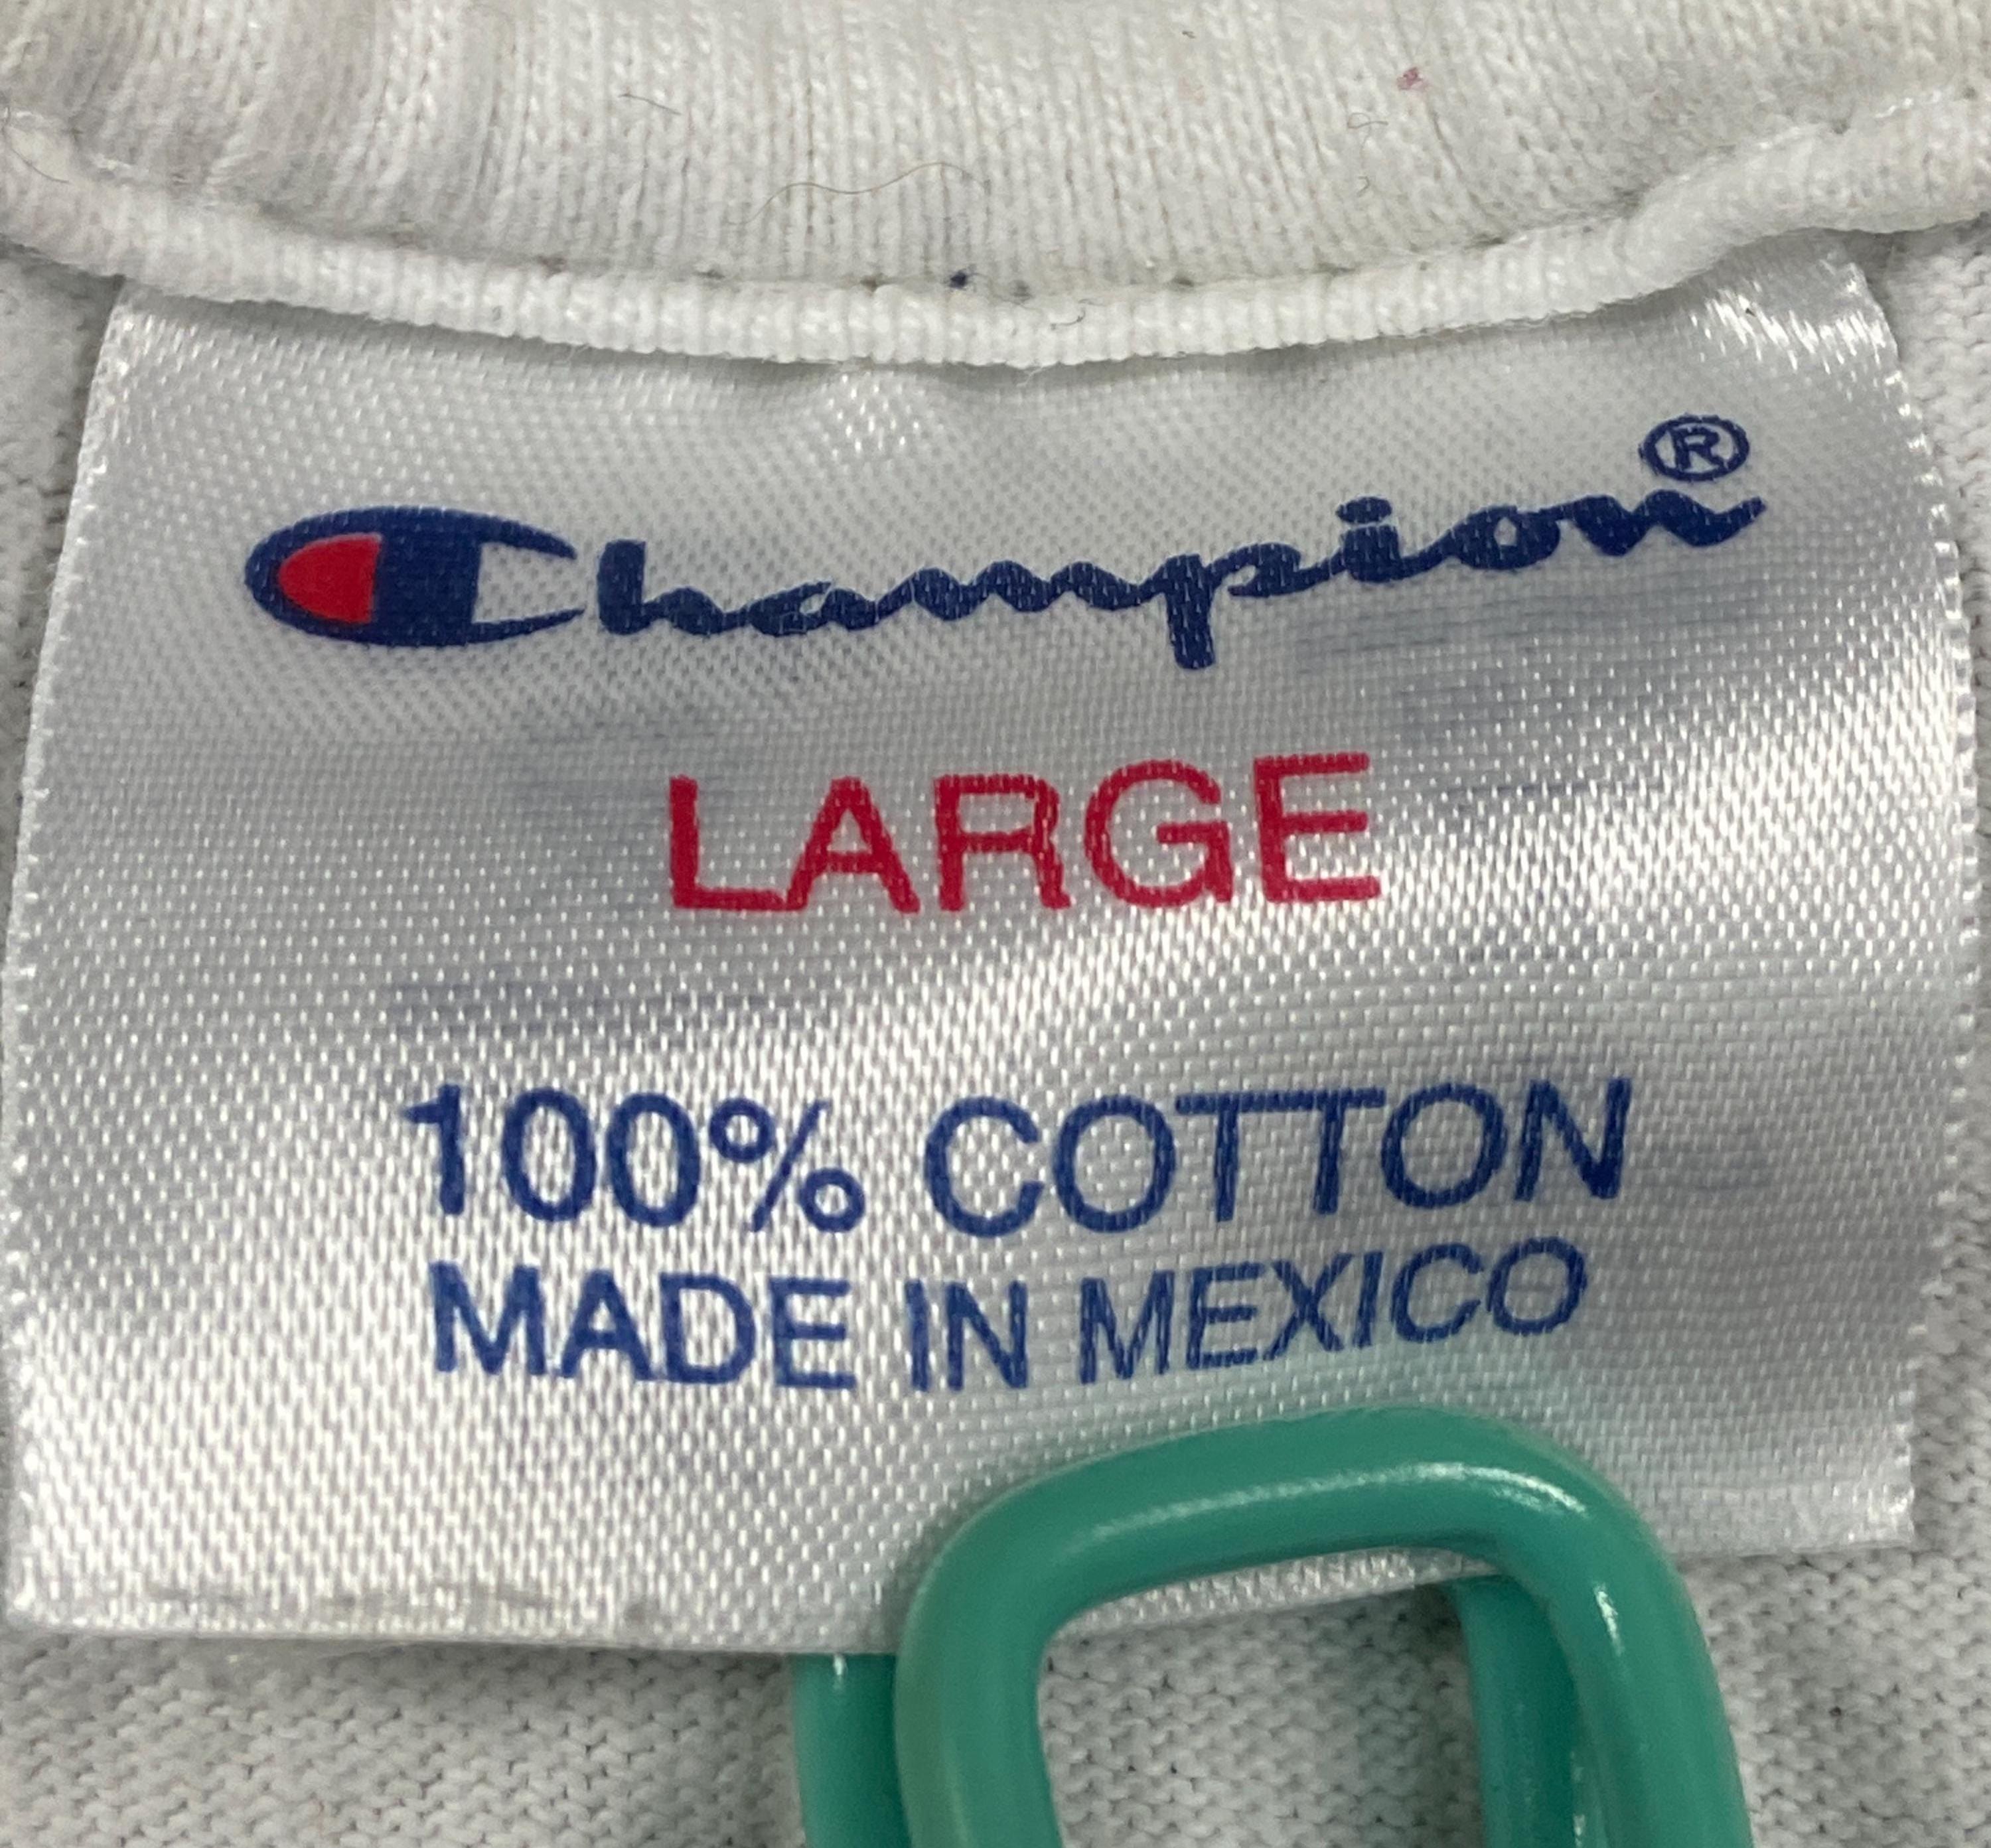 Champion®
LARGE
100% COTTON
MADE IN MEXICO